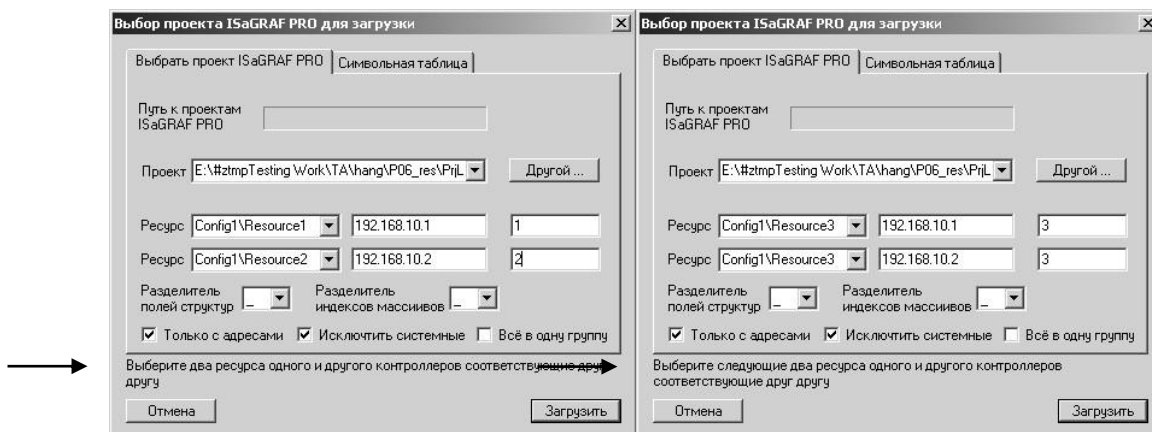 Выбор проекта ISaGRAF PRO для загрузки
Выбрать проект ISaGRAF PRO Символьная таблица
Путь к проектам
ISaGRAF PRO
Проект E:\#ztmpTesting Work\TA\hang\P06_res\PrjL Другой ...
Ресурс Config1\Resource1 192.168.10.1 1
Ресурс Config1\Resource2 192.168.10.2 2
Разделитель
полей структур _
Разделитель
индексов массиивов _
Только с адресами Исключтить системные Всё в одну группу
Выберите два ресурса одного и другого контроллеров соответствующие друг
другу
Отмена Загрузить
Выбор проекта ISaGRAF PRO для загрузки
Выбрать проект ISaGRAF PRO Символьная таблица
Путь к проектам
ISaGRAF PRO
Проект E:\#ztmpTesting Work\TA\hang\P06_res\PrjL Другой ...
Ресурс Config1\Resource3 192.168.10.1 3
Ресурс Config1\Resource3 192.168.10.2 3
Разделитель
полей структур _
Разделитель
индексов массиивов _
Только с адресами Исключтить системные Всё в одну группу
Выберите следующие два ресурса одного и другого контроллеров
соответствующие друг другу
Отмена Загрузить